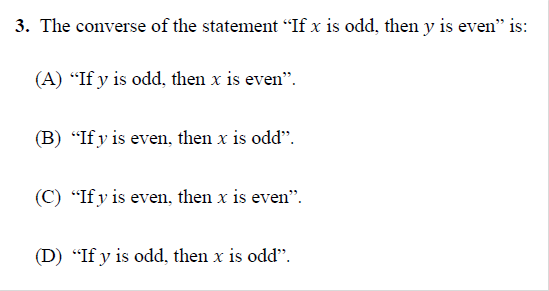 3. The converse of the statement “If x is odd, then y is even” is:
(A) “If y is odd, then x is even”.
(B) “If y is even, then x is odd”.
(C) “If y is even, then x is even”.
(D) “If y is odd, then x is odd”.